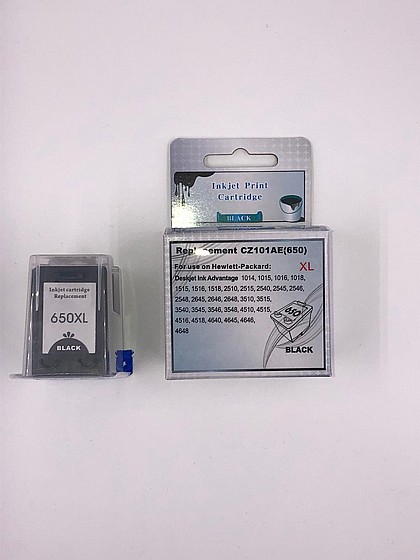 Inkjet Print
Cartridge
BLACK
Replacement CZ101AE(650)
For use on Hewlett-Packard:
XL
Deskjet Ink Advantage 1014, 1015, 1016, 1018,
1515, 1516, 1518, 2510, 2515, 2540, 2545, 2546,
2548, 2645, 2646, 2648, 3510, 3515,
3540, 3545, 3546, 3548, 4510, 4515,
4516, 4518, 4640, 4645, 4646,
4648
650
BLACK
Inkjet cartridge
Replacement
650XL
BLACK